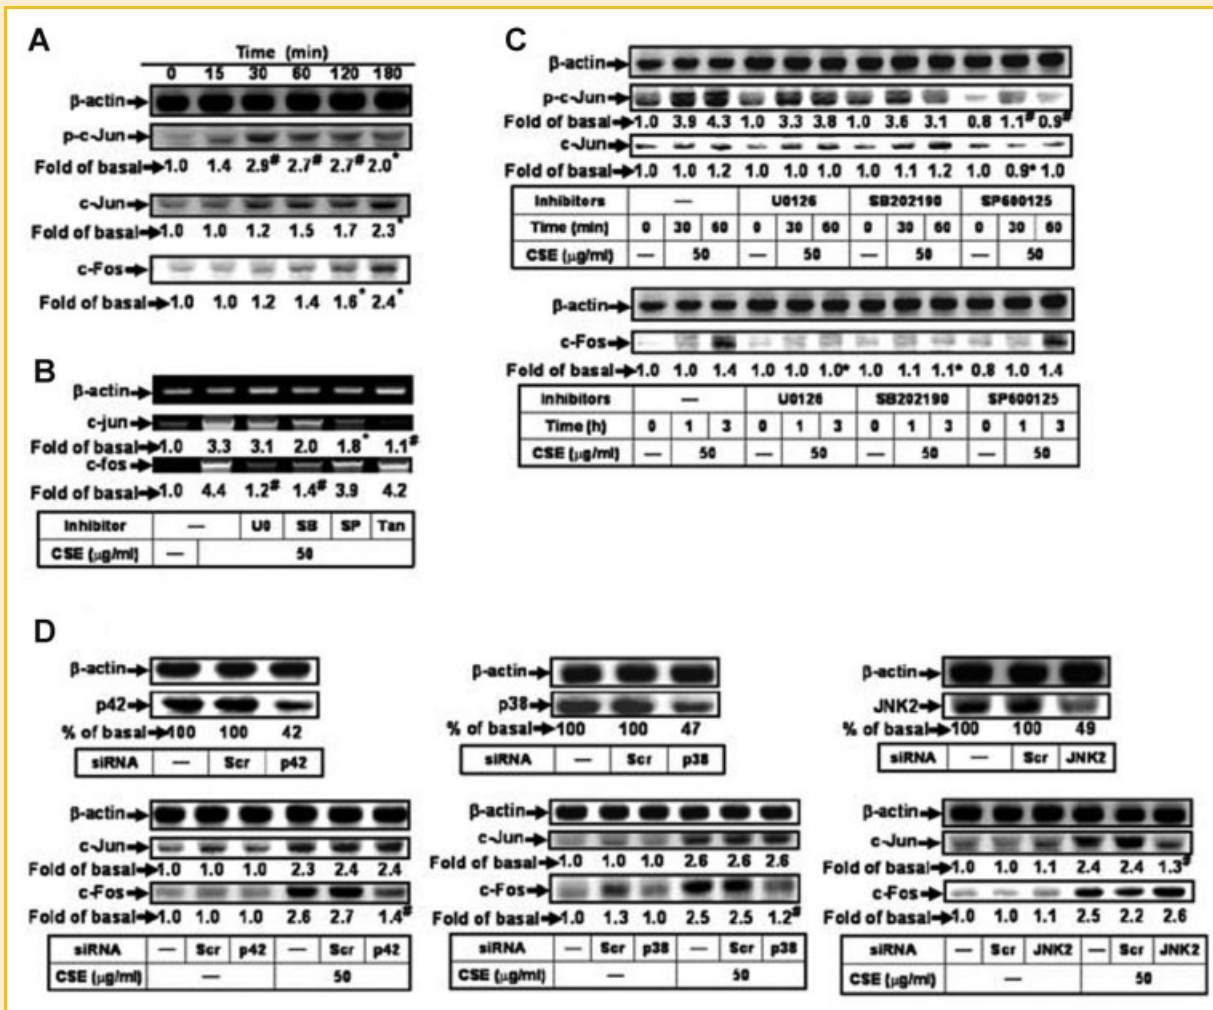 A
Time (min)
0 15 30 60 120 180
β-actin
p-c-Jun
Fold of basal 1.0 1.4 2.9# 2.7# 2.7# 2.0*
c-Jun
Fold of basal 1.0 1.0 1.2 1.5 1.7 2.3*
c-Fos
Fold of basal 1.0 1.0 1.2 1.4 1.6* 2.4*
B
β-actin
c-jun
Fold of basal 1.0 3.3 3.1 2.0 1.8* 1.1#
c-fos
Fold of basal 1.0 4.4 1.2# 1.4# 3.9 4.2
Inhibitor — U0 SB SP Tan
CSE (μg/ml) — 50
C
β-actin
p-c-Jun
Fold of basal 1.0 3.9 4.3 1.0 3.3 3.8 1.0 3.6 3.1 0.8 1.1# 0.9#
c-Jun
Fold of basal 1.0 1.0 1.2 1.0 1.0 1.0 1.0 1.1 1.2 1.0 0.9* 1.0
Inhibitors — U0126 SB202190 SP600125
Time (min) 0 30 60 0 30 60 0 30 60 0 30 60
CSE (μg/ml) — 50 — 50 — 50 — 50
β-actin
c-Fos
Fold of basal 1.0 1.0 1.4 1.0 1.0 1.0* 1.0 1.1 1.1* 0.8 1.0 1.4
Inhibitors — U0126 SB202190 SP600125
Time (h) 0 1 3 0 1 3 0 1 3 0 1 3
CSE (μg/ml) — 50 — 50 — 50 — 50
D
β-actin
p42
% of basal 100 100 42
siRNA — Scr p42
β-actin
c-Jun
Fold of basal 1.0 1.0 1.0 2.3 2.4 2.4
c-Fos
Fold of basal 1.0 1.0 1.0 2.6 2.7 1.4#
siRNA — Scr p42 — Scr p42
CSE (μg/ml) — 50
β-actin
p38
% of basal 100 100 47
siRNA — Scr p38
β-actin
c-Jun
Fold of basal 1.0 1.0 1.0 2.6 2.6 2.6
c-Fos
Fold of basal 1.0 1.3 1.0 2.5 2.5 1.2#
siRNA — Scr p38 — Scr p38
CSE (μg/ml) — 50
β-actin
JNK2
% of basal 100 100 49
siRNA — Scr JNK2
β-actin
c-Jun
Fold of basal 1.0 1.0 1.1 2.4 2.4 1.3#
c-Fos
Fold of basal 1.0 1.0 1.1 2.5 2.2 2.6
siRNA — Scr JNK2 — Scr JNK2
CSE (μg/ml) — 50